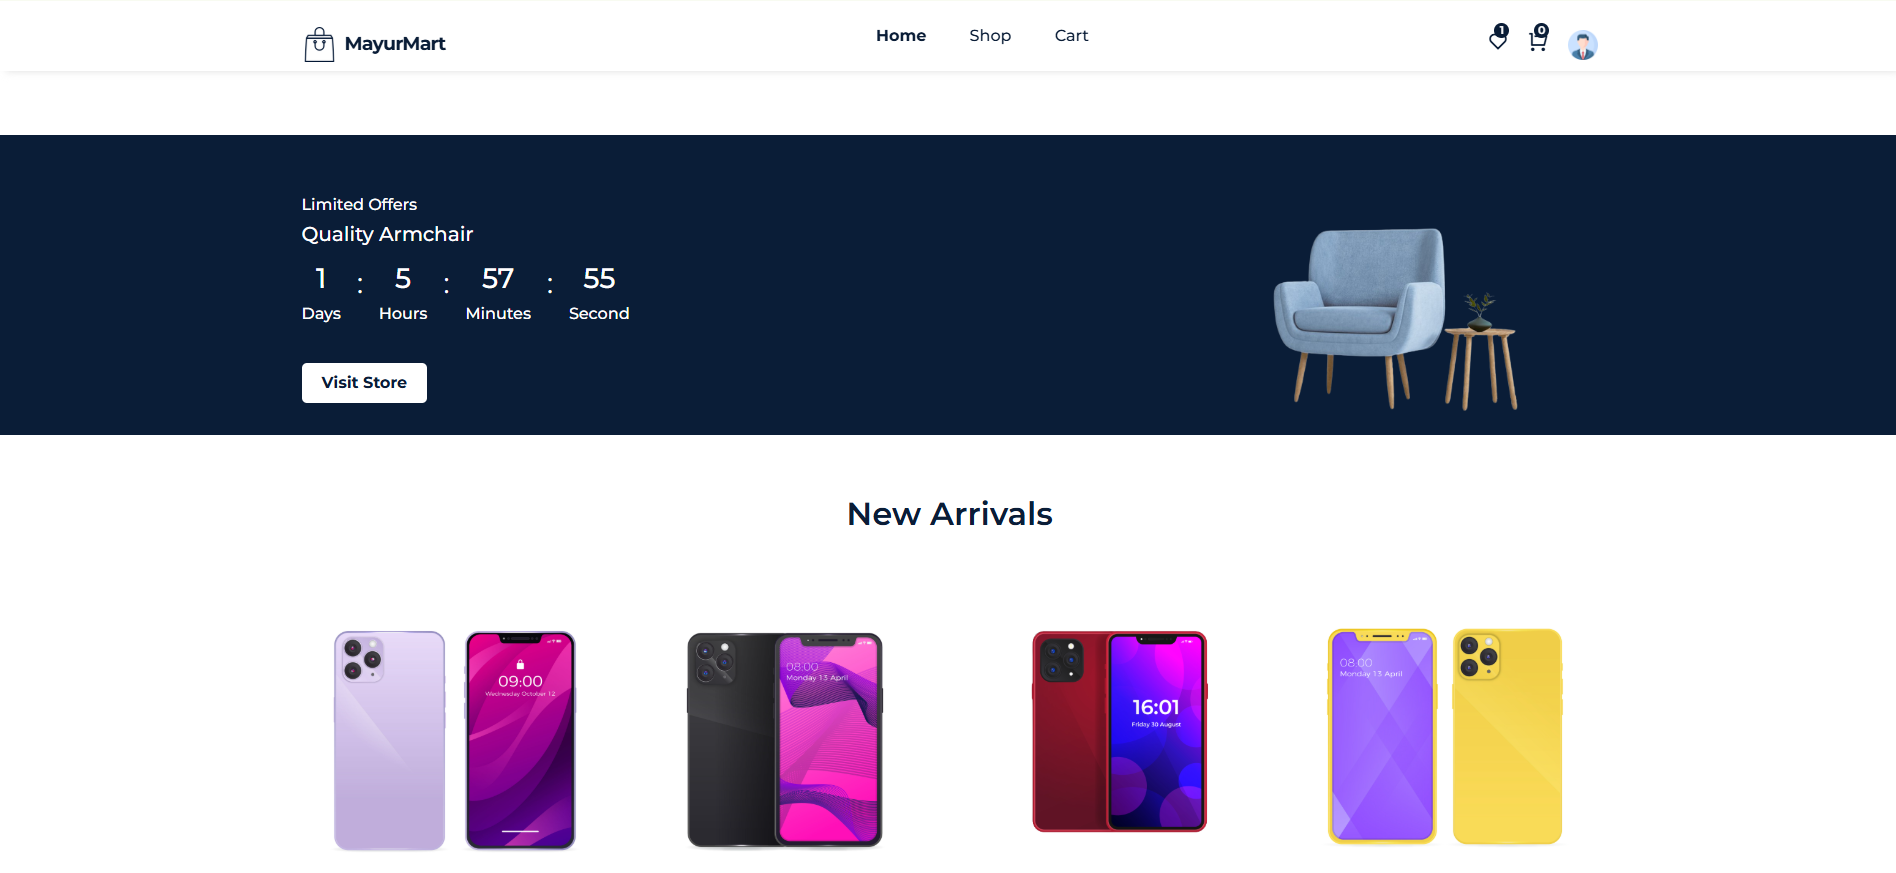 MayurMart
Home Shop Cart
1 0
Limited Offers
Quality Armchair
1 : 5 : 57 : 55
Days Hours Minutes Second
Visit Store
New Arrivals
09:00
Wednesday October 12
08:00
Monday 13 April
16:01
Friday 30 August
08:00
Monday 13 April